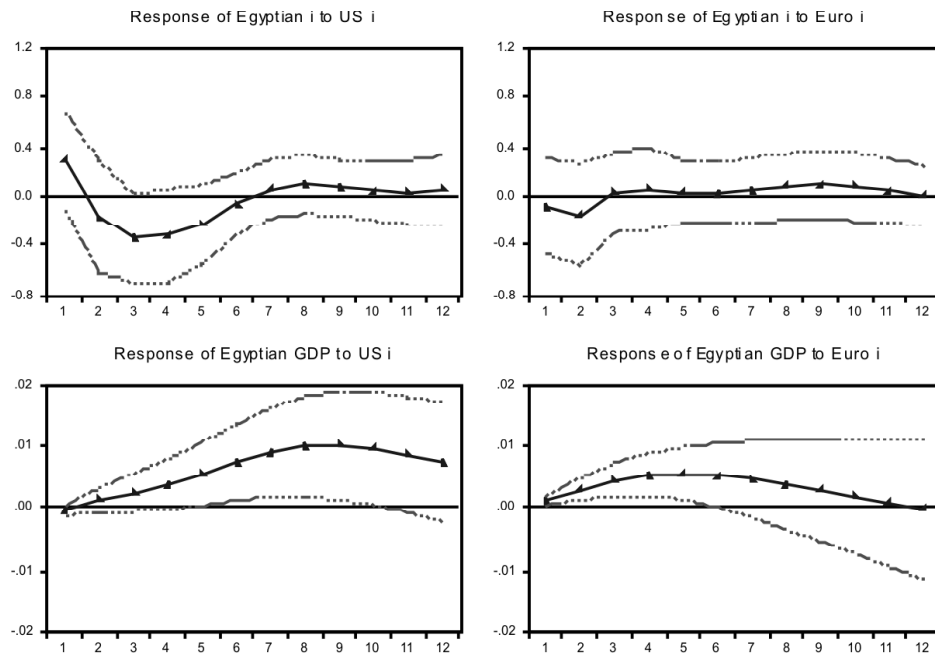 Response of Egyptian i to US i
Response of Egyptian i to Euro i
1.2
0.8
0.4
0.0
-0.4
-0.8
1 2 3 4 5 6 7 8 9 10 11 12
1.2
0.8
0.4
0.0
-0.4
-0.8
1 2 3 4 5 6 7 8 9 10 11 12
Response of Egyptian GDP to US i
Response of Egyptian GDP to Euro i
.02
.01
.00
-.01
-.02
1 2 3 4 5 6 7 8 9 10 11 12
.02
.01
.00
-.01
-.02
1 2 3 4 5 6 7 8 9 10 11 12